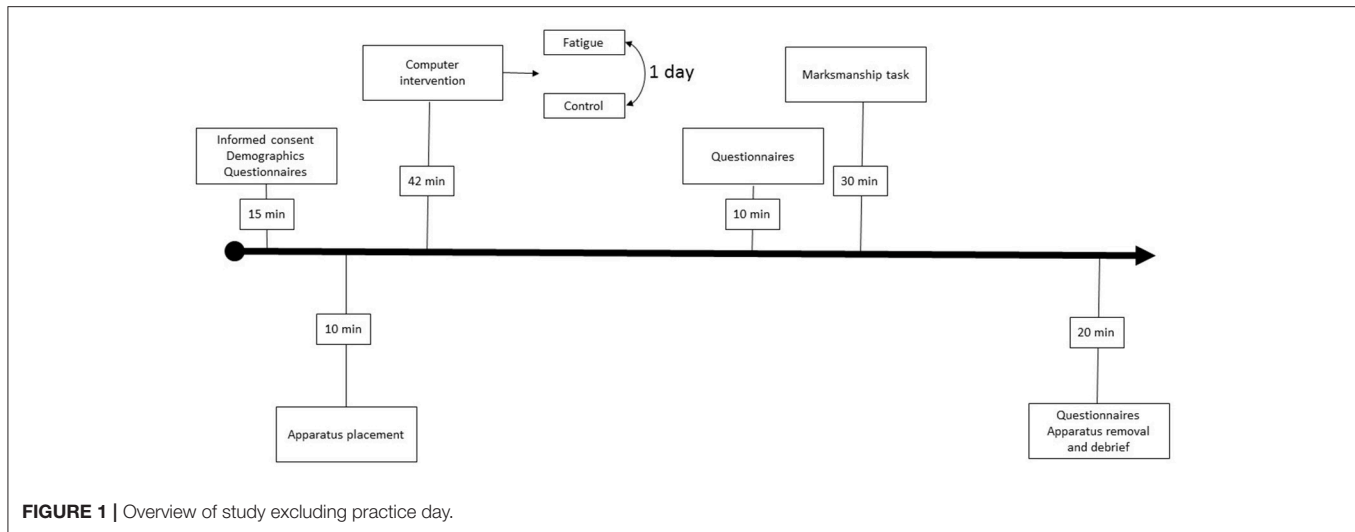 Fatigue
Computer
intervention
1 day
Control
Marksmanship task
Informed consent
Demographics
Questionnaires
Questionnaires
42 min
30 min
15 min
10 min
10 min
20 min
Apparatus placement
Questionnaires
Apparatus removal
and debrief
FIGURE 1 | Overview of study excluding practice day.